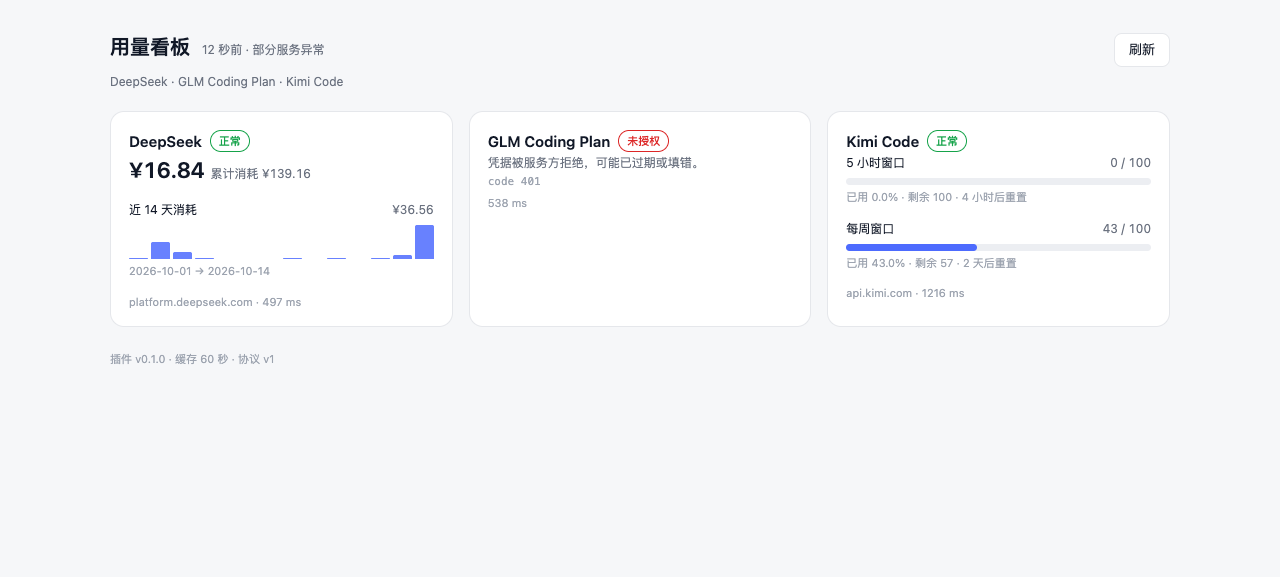 用量看板 12 秒前 · 部分服务异常
刷新
DeepSeek · GLM Coding Plan · Kimi Code
DeepSeek 正常
¥16.84 累计消耗 ¥139.16
近 14 天消耗 ¥36.56
2026-10-01 → 2026-10-14
platform.deepseek.com · 497 ms
GLM Coding Plan 未授权
凭据被服务方拒绝，可能已过期或填错。
code 401
538 ms
Kimi Code 正常
5 小时窗口 0 / 100
已用 0.0% · 剩余 100 · 4 小时后重置
每周窗口 43 / 100
已用 43.0% · 剩余 57 · 2 天后重置
api.kimi.com · 1216 ms
插件 v0.1.0 · 缓存 60 秒 · 协议 v1